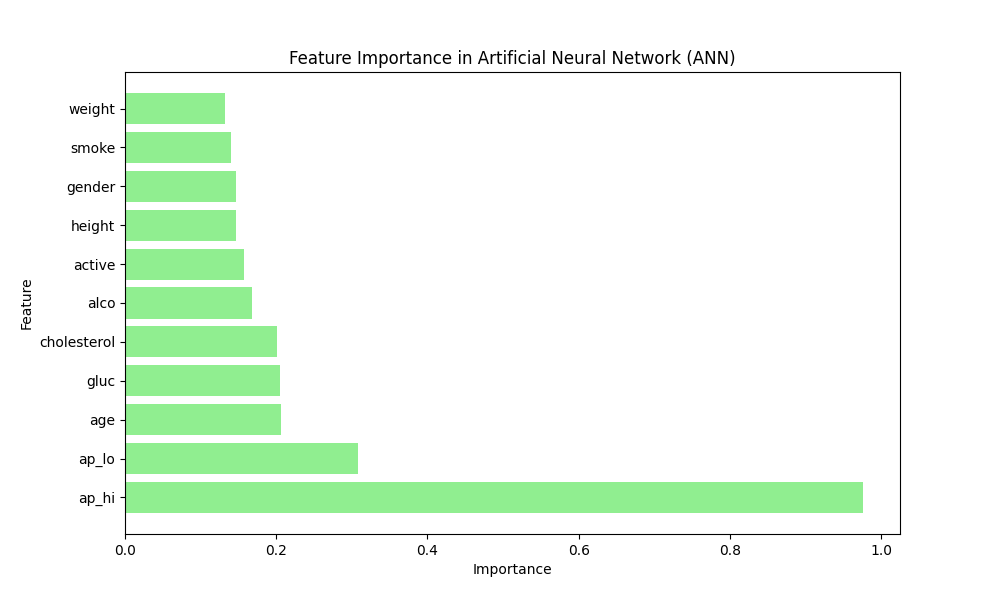 Feature Importance in Artificial Neural Network (ANN)
weight
smoke
gender
height
active
alco
cholesterol
gluc
age
ap_lo
ap_hi
Feature
0.0 0.2 0.4 0.6 0.8 1.0
Importance